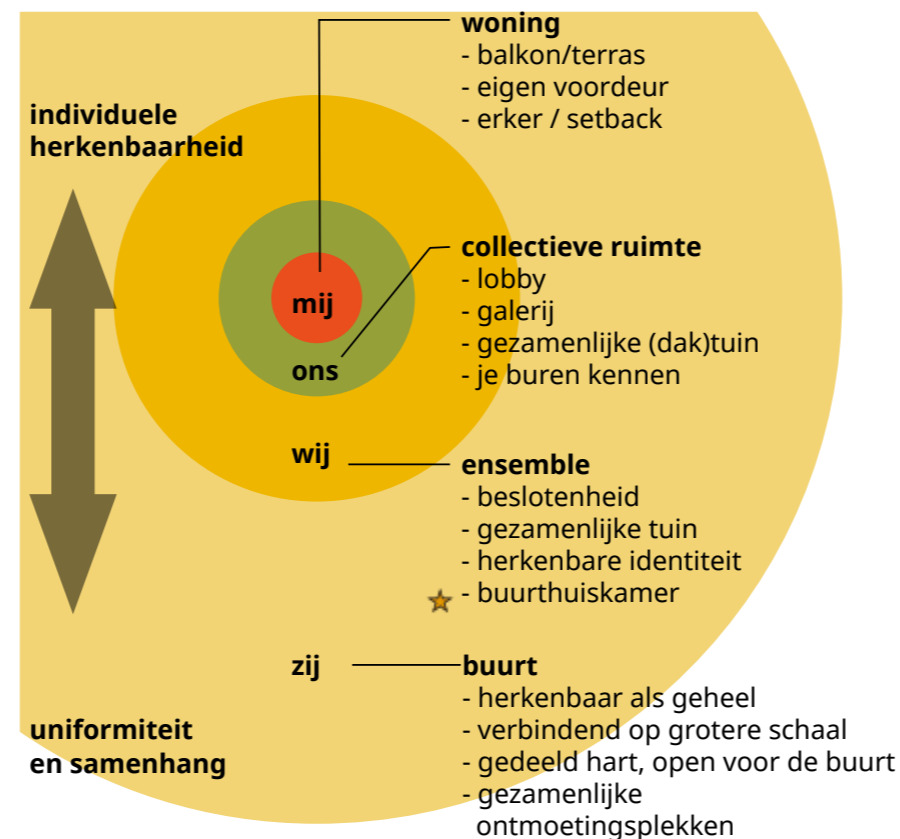 woning
- balkon/terras
- eigen voordeur
- erker / setback
individuele
herkenbaarheid
collectieve ruimte
- lobby
- galerij
- gezamenlijke (dak)tuin
- je buren kennen
mij
ons
wij
ensemble
- beslotenheid
- gezamenlijke tuin
- herkenbare identiteit
- buurthuiskamer
zij
buurt
- herkenbaar als geheel
- verbindend op grotere schaal
- gedeeld hart, open voor de buurt
- gezamenlijke
ontmoetingsplekken
uniformiteit
en samenhang